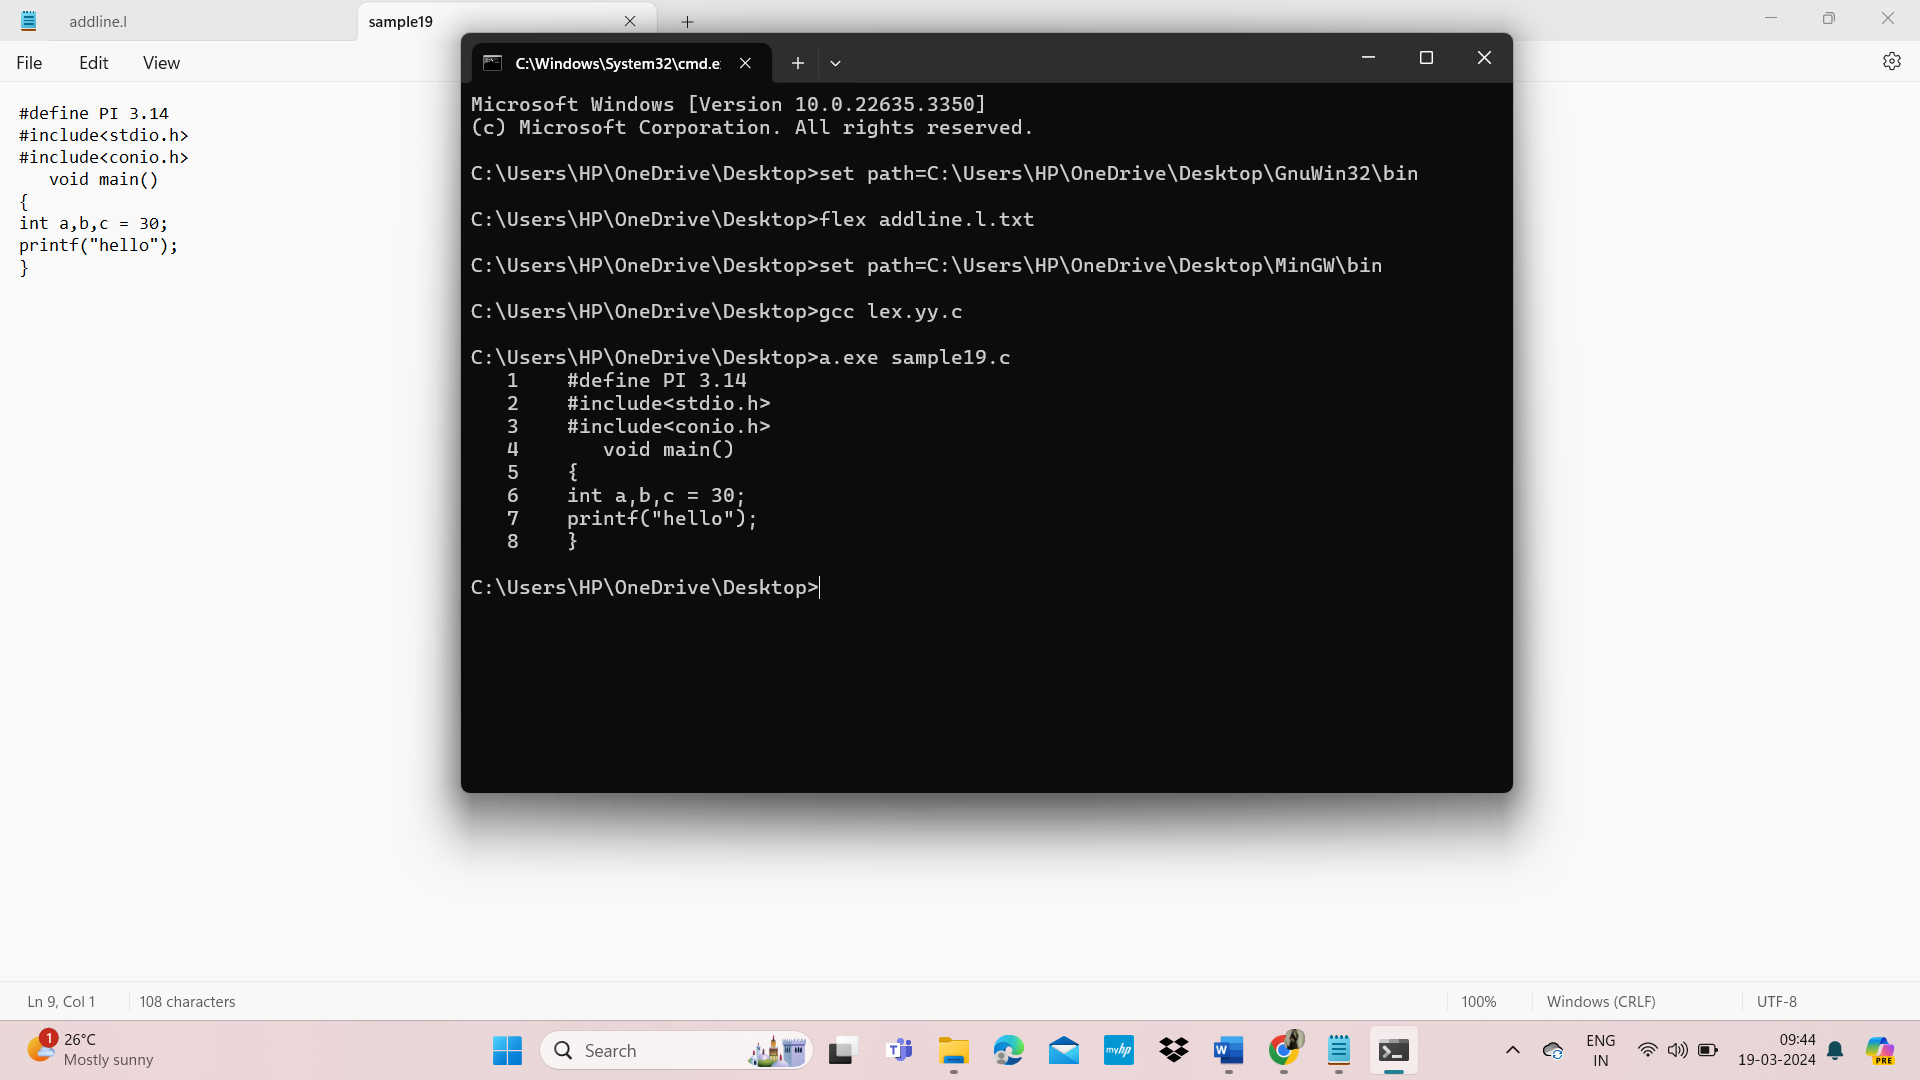 addline.l
sample19
File Edit View
#define PI 3.14
#include<stdio.h>
#include<conio.h>
   void main()
{
int a,b,c = 30;
printf("hello");
}
C:\Windows\System32\cmd.e
Microsoft Windows [Version 10.0.22635.3350]
(c) Microsoft Corporation. All rights reserved.
C:\Users\HP\OneDrive\Desktop>set path=C:\Users\HP\OneDrive\Desktop\GnuWin32\bin
C:\Users\HP\OneDrive\Desktop>flex addline.l.txt
C:\Users\HP\OneDrive\Desktop>set path=C:\Users\HP\OneDrive\Desktop\MinGW\bin
C:\Users\HP\OneDrive\Desktop>gcc lex.yy.c
C:\Users\HP\OneDrive\Desktop>a.exe sample19.c
   1    #define PI 3.14
   2    #include<stdio.h>
   3    #include<conio.h>
   4       void main()
   5    {
   6    int a,b,c = 30;
   7    printf("hello");
   8    }
C:\Users\HP\OneDrive\Desktop>
Ln 9, Col 1 108 characters 100% Windows (CRLF) UTF-8
1
26°C
Mostly sunny
Search
myhp
W
PRE
ENG
IN
09:44
19-03-2024